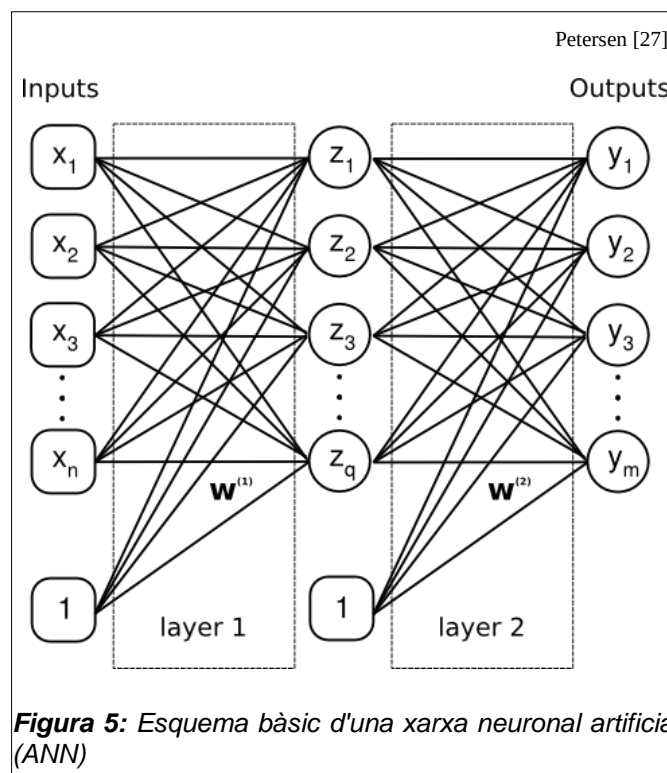 Petersen [27]
Inputs Outputs
x1 z1 y1
x2 z2 y2
x3 z3 y3
xn zq ym
W(1) W(2)
1 1
layer 1 layer 2
Figura 5: Esquema bàsic d'una xarxa neuronal artificia
(ANN)